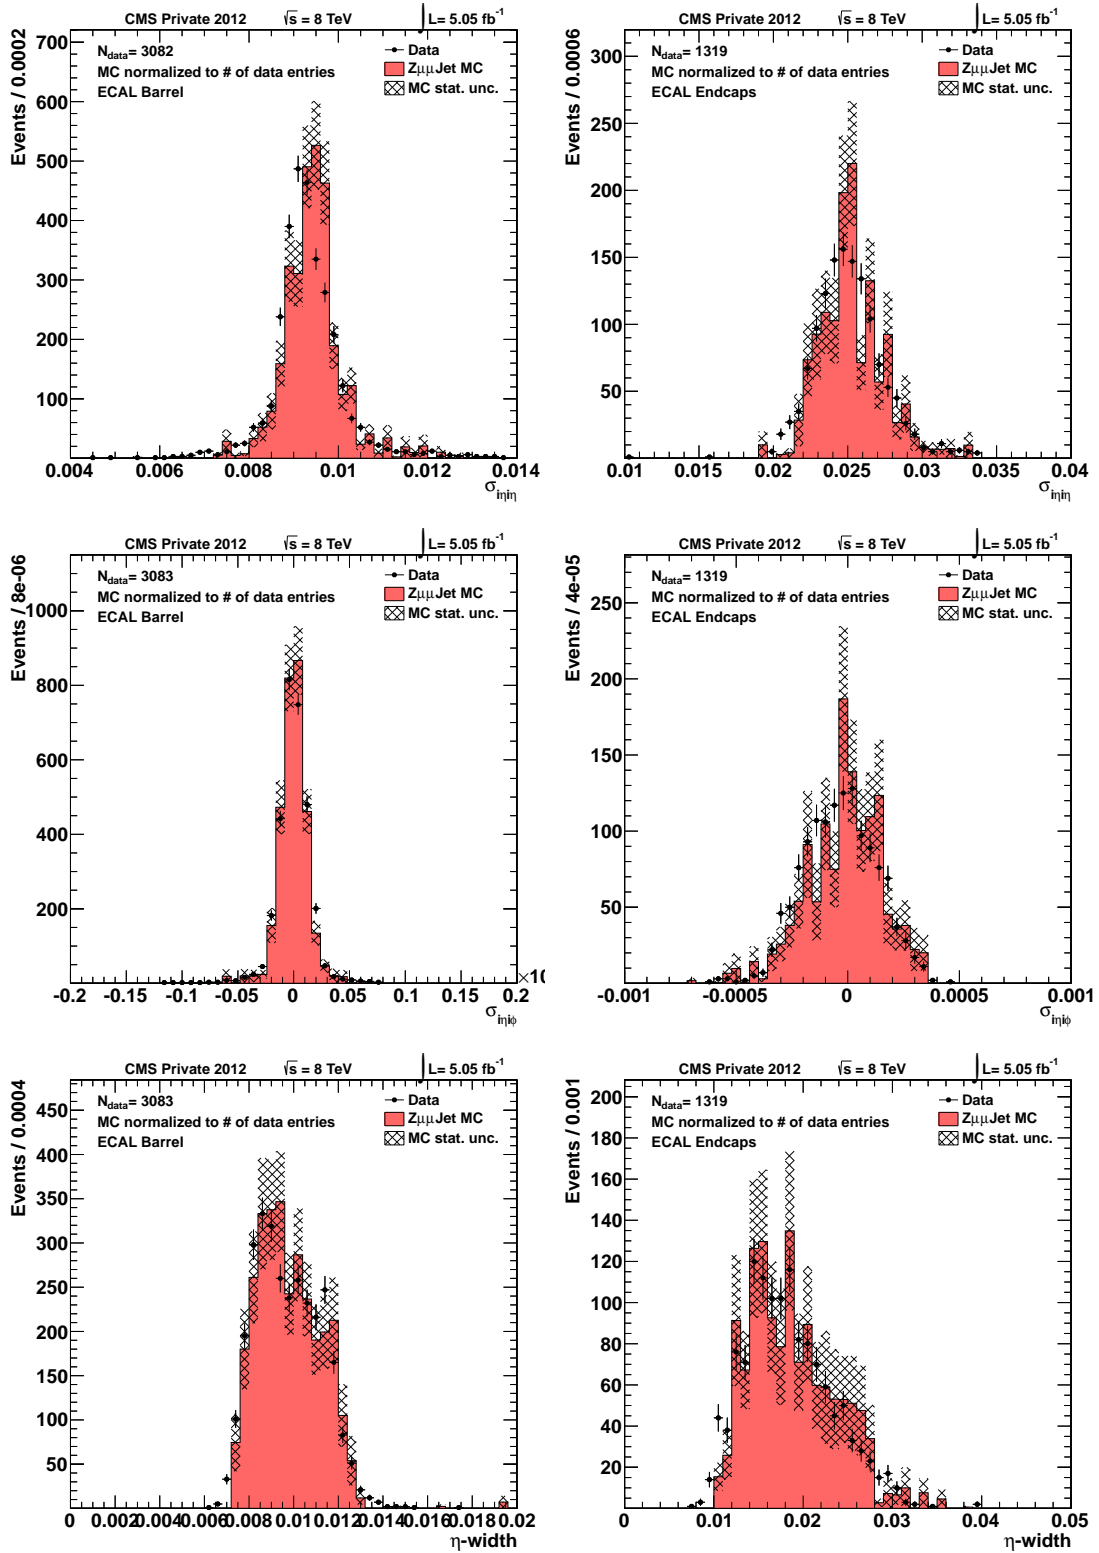 CMS Private 2012 √s = 8 TeV ∫L= 5.05 fb⁻¹
Events / 0.0002
N_data= 3082
MC normalized to # of data entries
ECAL Barrel
Data
ZμμJet MC
MC stat. unc.
700
600
500
400
300
200
100
0.004 0.006 0.008 0.01 0.012 0.014
σ_iηiη
CMS Private 2012 √s = 8 TeV ∫L= 5.05 fb⁻¹
Events / 0.0006
N_data= 1319
MC normalized to # of data entries
ECAL Endcaps
Data
ZμμJet MC
MC stat. unc.
300
250
200
150
100
50
0.01 0.015 0.02 0.025 0.03 0.035 0.04
σ_iηiη
CMS Private 2012 √s = 8 TeV ∫L= 5.05 fb⁻¹
Events / 8e-06
N_data= 3083
MC normalized to # of data entries
ECAL Barrel
Data
ZμμJet MC
MC stat. unc.
1000
800
600
400
200
-0.2 -0.15 -0.1 -0.05 0 0.05 0.1 0.15 0.2
×10
σ_iηiφ
CMS Private 2012 √s = 8 TeV ∫L= 5.05 fb⁻¹
Events / 4e-05
N_data= 1319
MC normalized to # of data entries
ECAL Endcaps
Data
ZμμJet MC
MC stat. unc.
250
200
150
100
50
-0.001 -0.0005 0 0.0005 0.001
σ_iηiφ
CMS Private 2012 √s = 8 TeV ∫L= 5.05 fb⁻¹
Events / 0.0004
N_data= 3083
MC normalized to # of data entries
ECAL Barrel
Data
ZμμJet MC
MC stat. unc.
450
400
350
300
250
200
150
100
50
0 0.002 0.004 0.006 0.008 0.01 0.012 0.014 0.016 0.018 0.02
η-width
CMS Private 2012 √s = 8 TeV ∫L= 5.05 fb⁻¹
Events / 0.001
N_data= 1319
MC normalized to # of data entries
ECAL Endcaps
Data
ZμμJet MC
MC stat. unc.
200
180
160
140
120
100
80
60
40
20
0 0.01 0.02 0.03 0.04 0.05
η-width